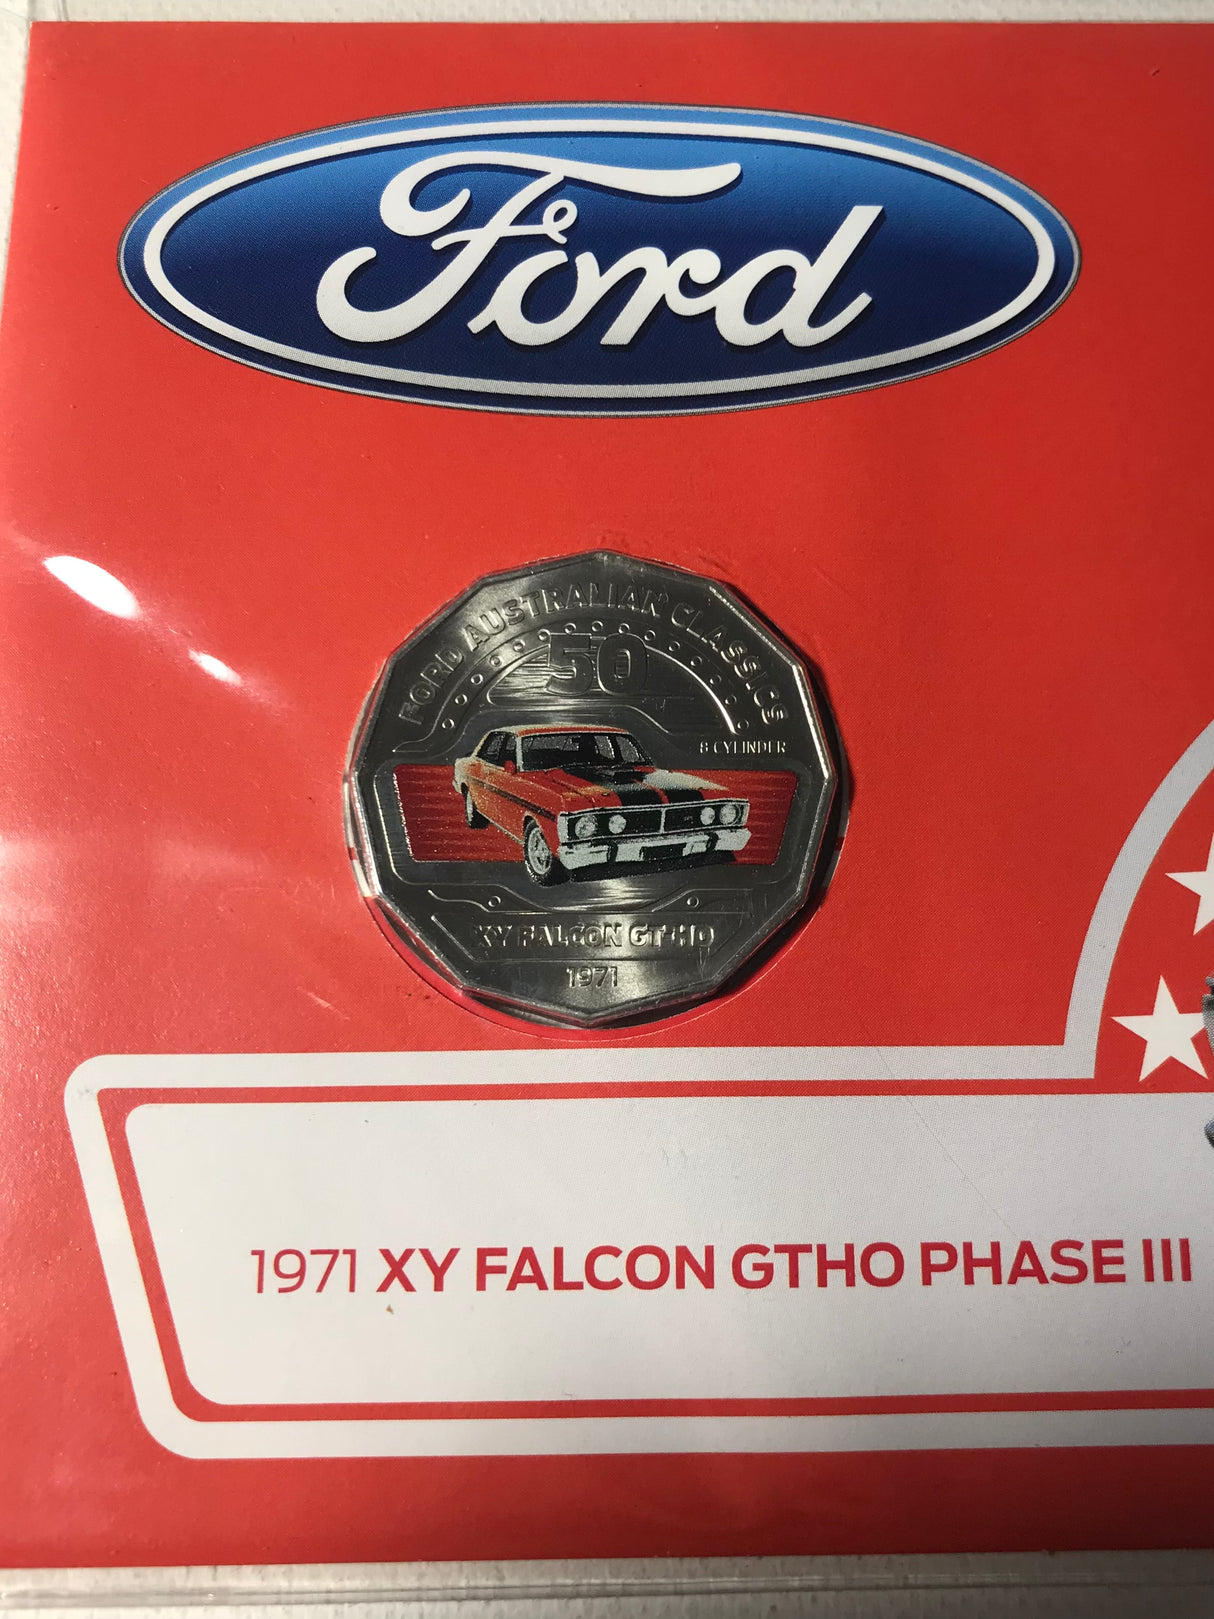 Ford
FORD AUSTRALIAN CLASSICS
50
8 CYLINDER
XY FALCON GT-HO
1971
1971 XY FALCON GTHO PHASE III